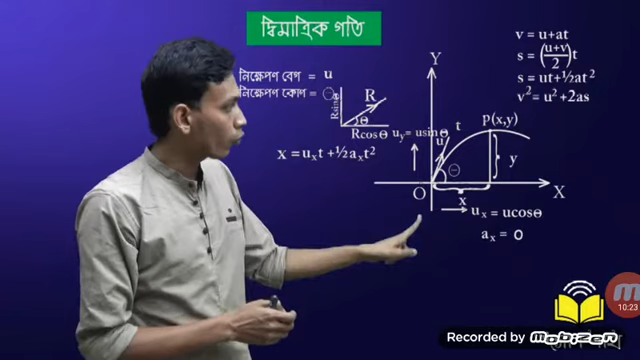 দ্বিমাত্রিক গতি
v = u+at
s = (u+v/2)t
s = ut+½at²
v² = u² +2as
নিক্ষেপণ বেগ = u
নিক্ষেপণ কোণ = Θ
Rsinθ
R
θ
Rcosθ
x = uₓt +½aₓt²
Y
uᵧ= usinθ
u
t
p(x,y)
y
Θ
O
x
X
uₓ = ucosθ
aₓ = 0
10:23
Recorded by mobizen